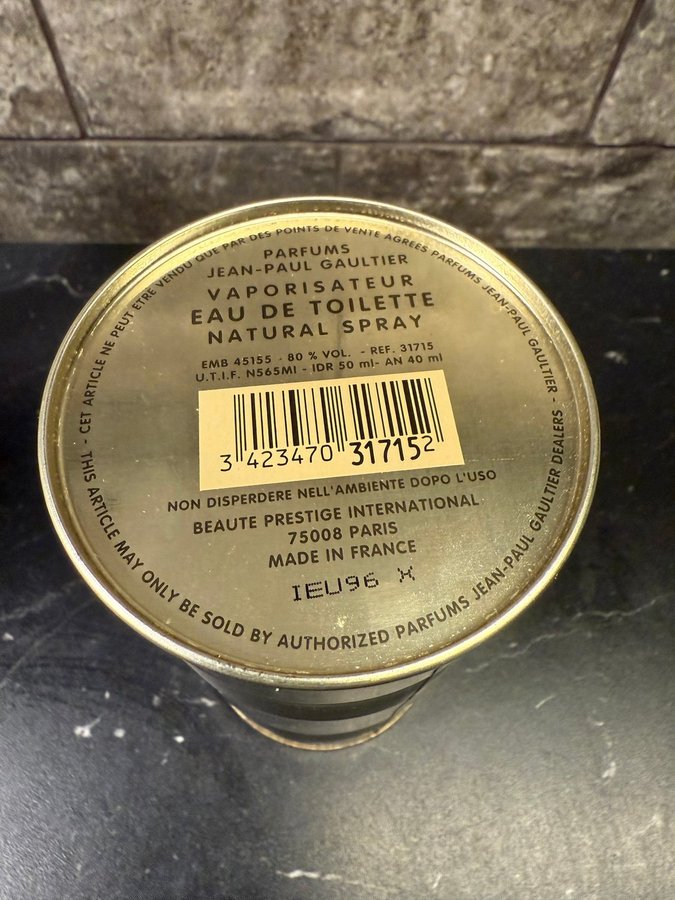 - CET ARTICLE NE PEUT ETRE VENDU QUE PAR DES POINTS DE VENTE AGREES PARFUMS JEAN-PAUL GAULTIER
PARFUMS
JEAN-PAUL GAULTIER
VAPORISATEUR
EAU DE TOILETTE
NATURAL SPRAY
EMB 45155 - 80 % VOL. - REF. 31715
U.T.I.F. N565MI - IDR 50 ml- AN 40 ml
3 423470 317152
NON DISPERDERE NELL'AMBIENTE DOPO L'USO
BEAUTE PRESTIGE INTERNATIONAL
75008 PARIS
MADE IN FRANCE
IEU96 X
- THIS ARTICLE MAY ONLY BE SOLD BY AUTHORIZED PARFUMS JEAN-PAUL GAULTIER DEALERS -